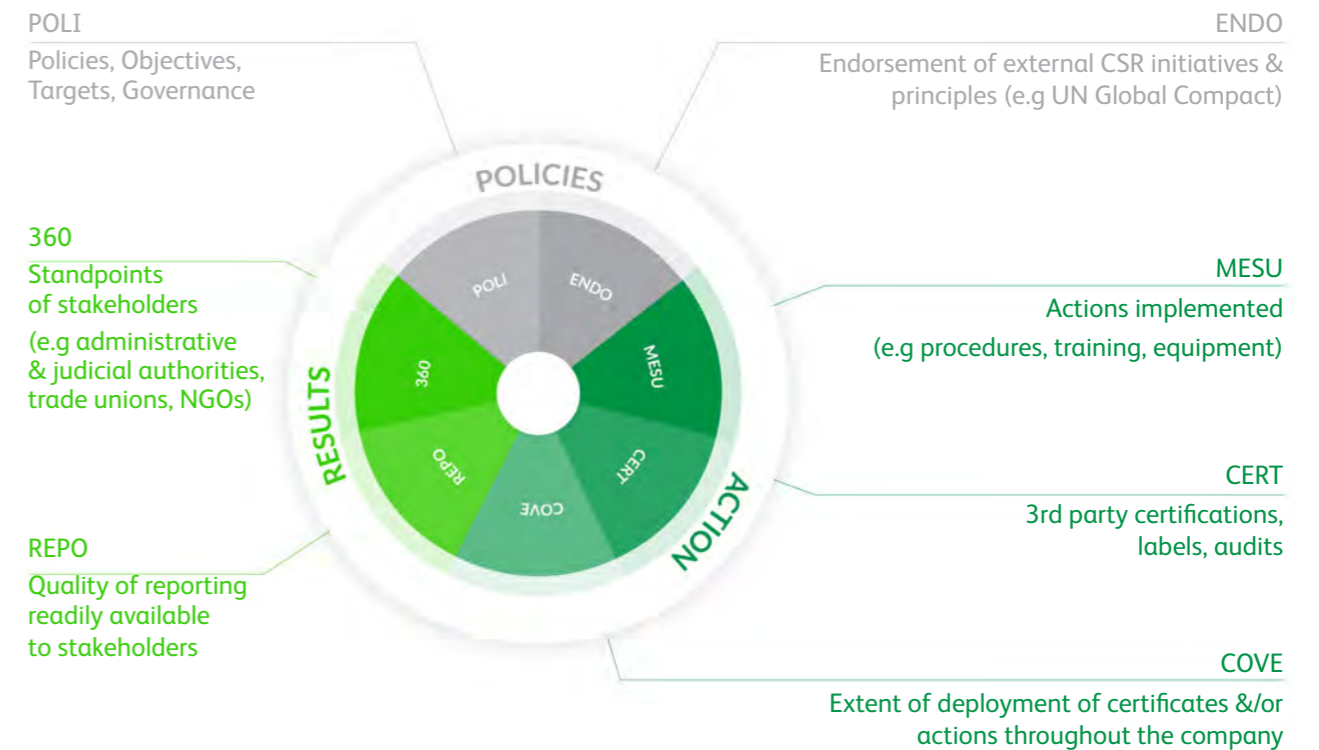 POLI
Policies, Objectives,
Targets, Governance
ENDO
Endorsement of external CSR initiatives &
principles (e.g UN Global Compact)
360
Standpoints
of stakeholders
(e.g administrative
& judicial authorities,
trade unions, NGOs)
REPO
Quality of reporting
readily available
to stakeholders
POLICIES
POLI
ENDO
MESU
CERT
COVE
REPO
360
RESULTS
ACTION
MESU
Actions implemented
(e.g procedures, training, equipment)
CERT
3rd party certifications,
labels, audits
COVE
Extent of deployment of certificates &/or
actions throughout the company